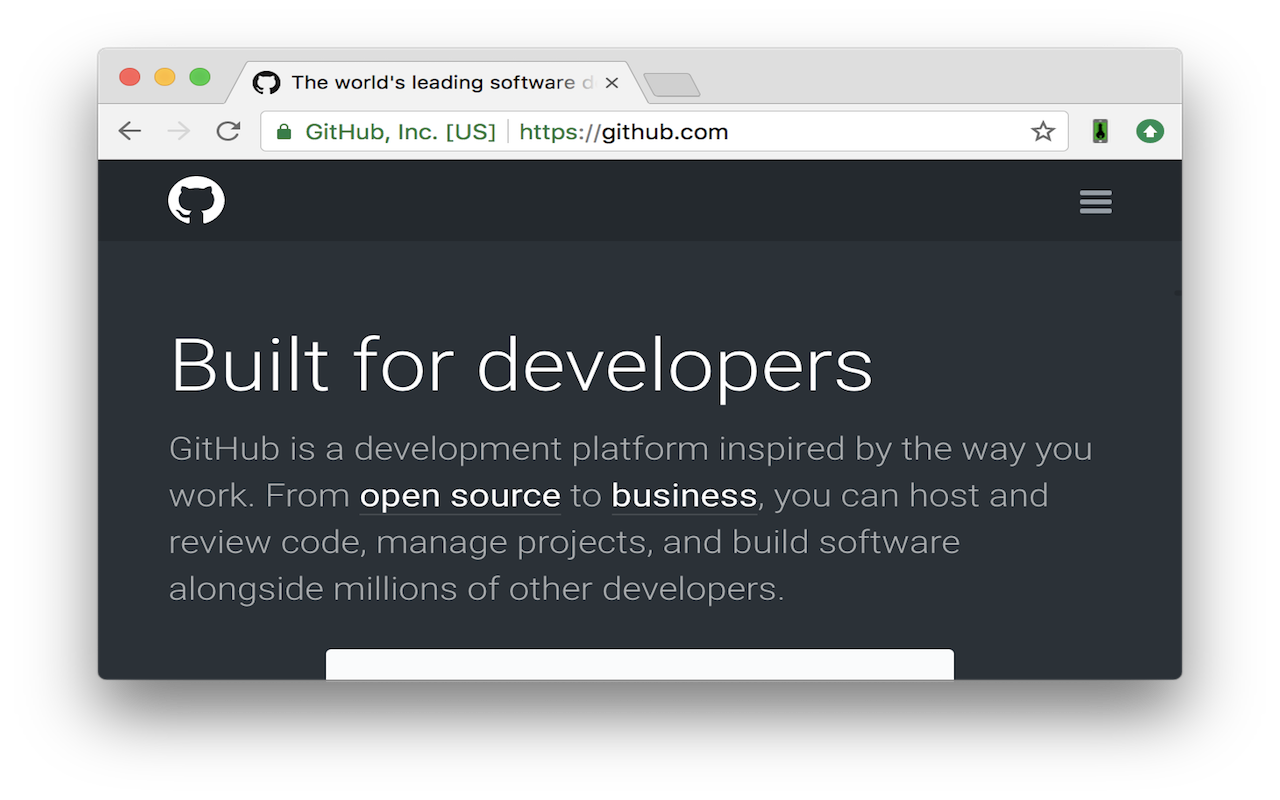 The world's leading software d
GitHub, Inc. [US] https://github.com
Built for developers
GitHub is a development platform inspired by the way you
work. From open source to business, you can host and
review code, manage projects, and build software
alongside millions of other developers.